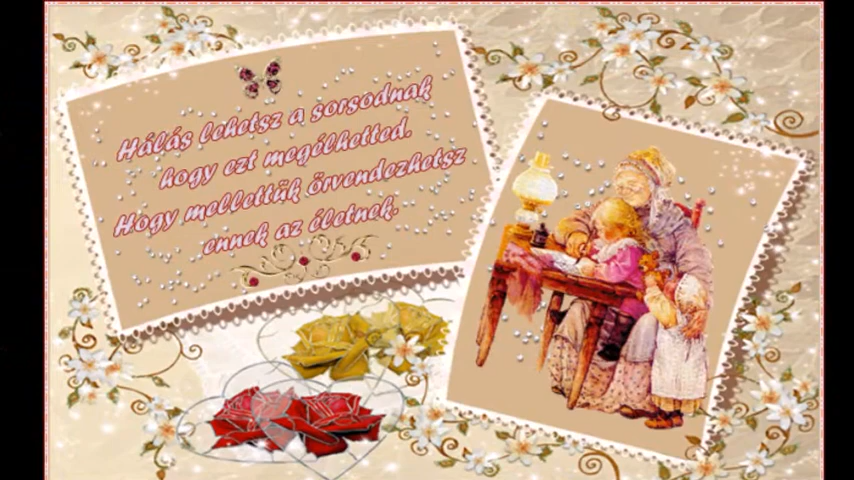 Hálás lehetsz a sorsodnak
hogy ezt megélhetted.
Hogy mellettük örvendezhetsz
ennek az életnek.